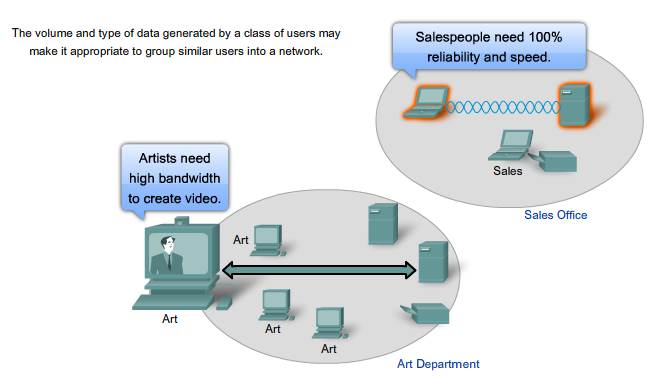 The volume and type of data generated by a class of users may
make it appropriate to group similar users into a network.
Salespeople need 100%
reliability and speed.
Sales
Sales Office
Artists need
high bandwidth
to create video.
Art
Art
Art
Art
Art Department